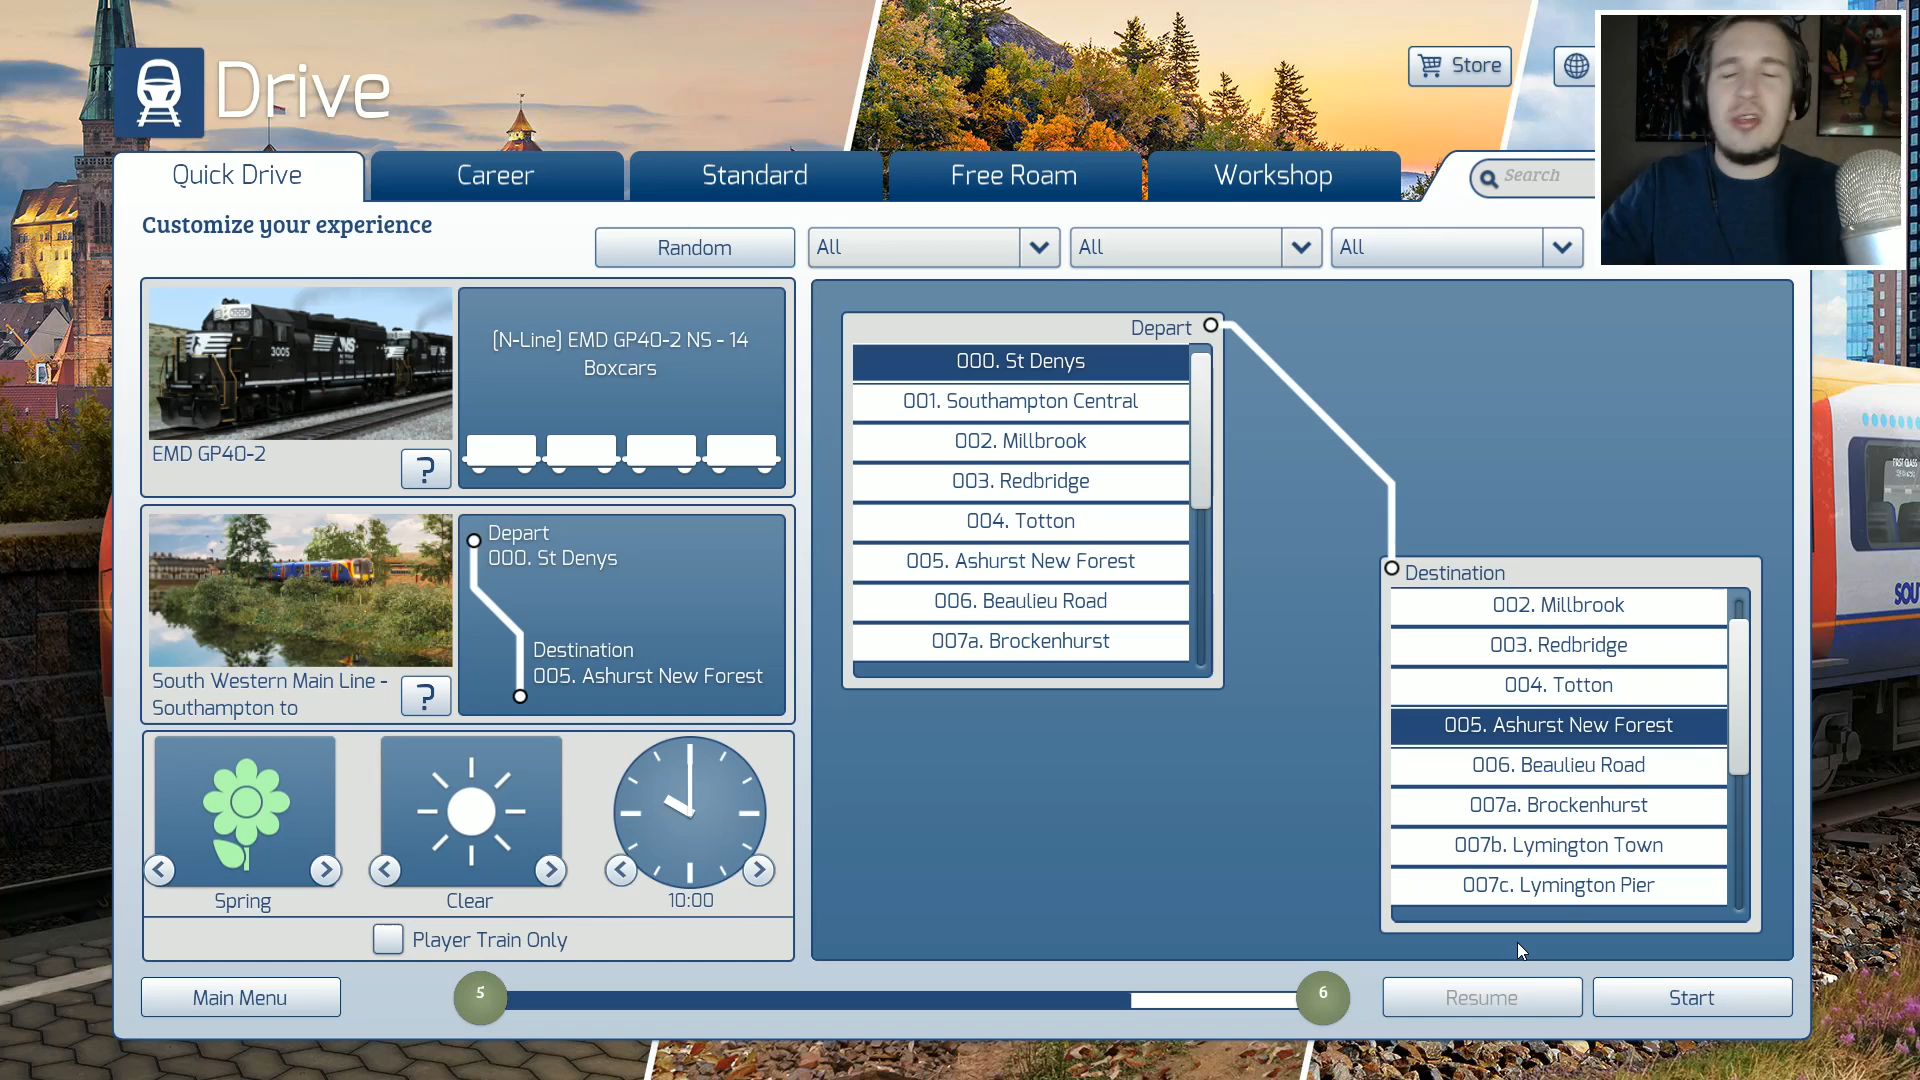 Drive
Store
Quick Drive
Career
Standard
Free Roam
Workshop
Search
Customize your experience
Random
All
All
All
3005
NS
EMD GP40-2
?
[N-Line] EMD GP40-2 NS - 14
Boxcars
South Western Main Line -
Southampton to
?
Depart
000. St Denys
Destination
005. Ashurst New Forest
Spring
Clear
10:00
Player Train Only
Depart
000. St Denys
001. Southampton Central
002. Millbrook
003. Redbridge
004. Totton
005. Ashurst New Forest
006. Beaulieu Road
007a. Brockenhurst
Destination
002. Millbrook
003. Redbridge
004. Totton
005. Ashurst New Forest
006. Beaulieu Road
007a. Brockenhurst
007b. Lymington Town
007c. Lymington Pier
FIRST CLASS
SOU
Main Menu
5
6
Resume
Start